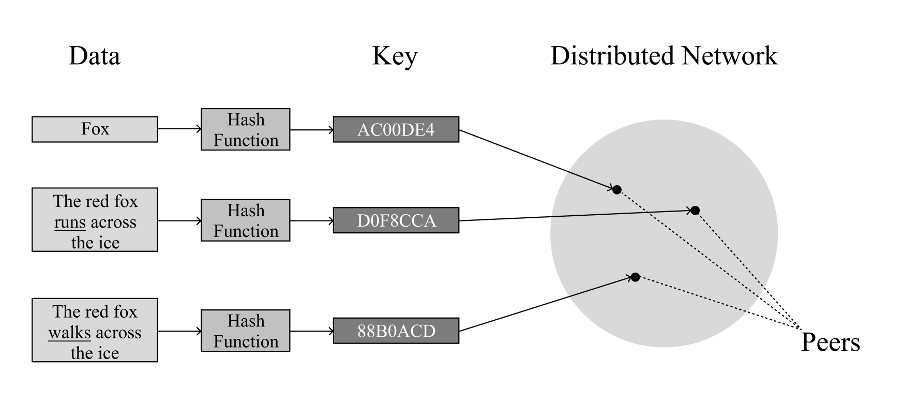 Data
Key
Distributed Network
Fox
Hash
Function
AC00DE4
The red fox
runs across
the ice
Hash
Function
D0F8CCA
The red fox
walks across
the ice
Hash
Function
88B0ACD
Peers